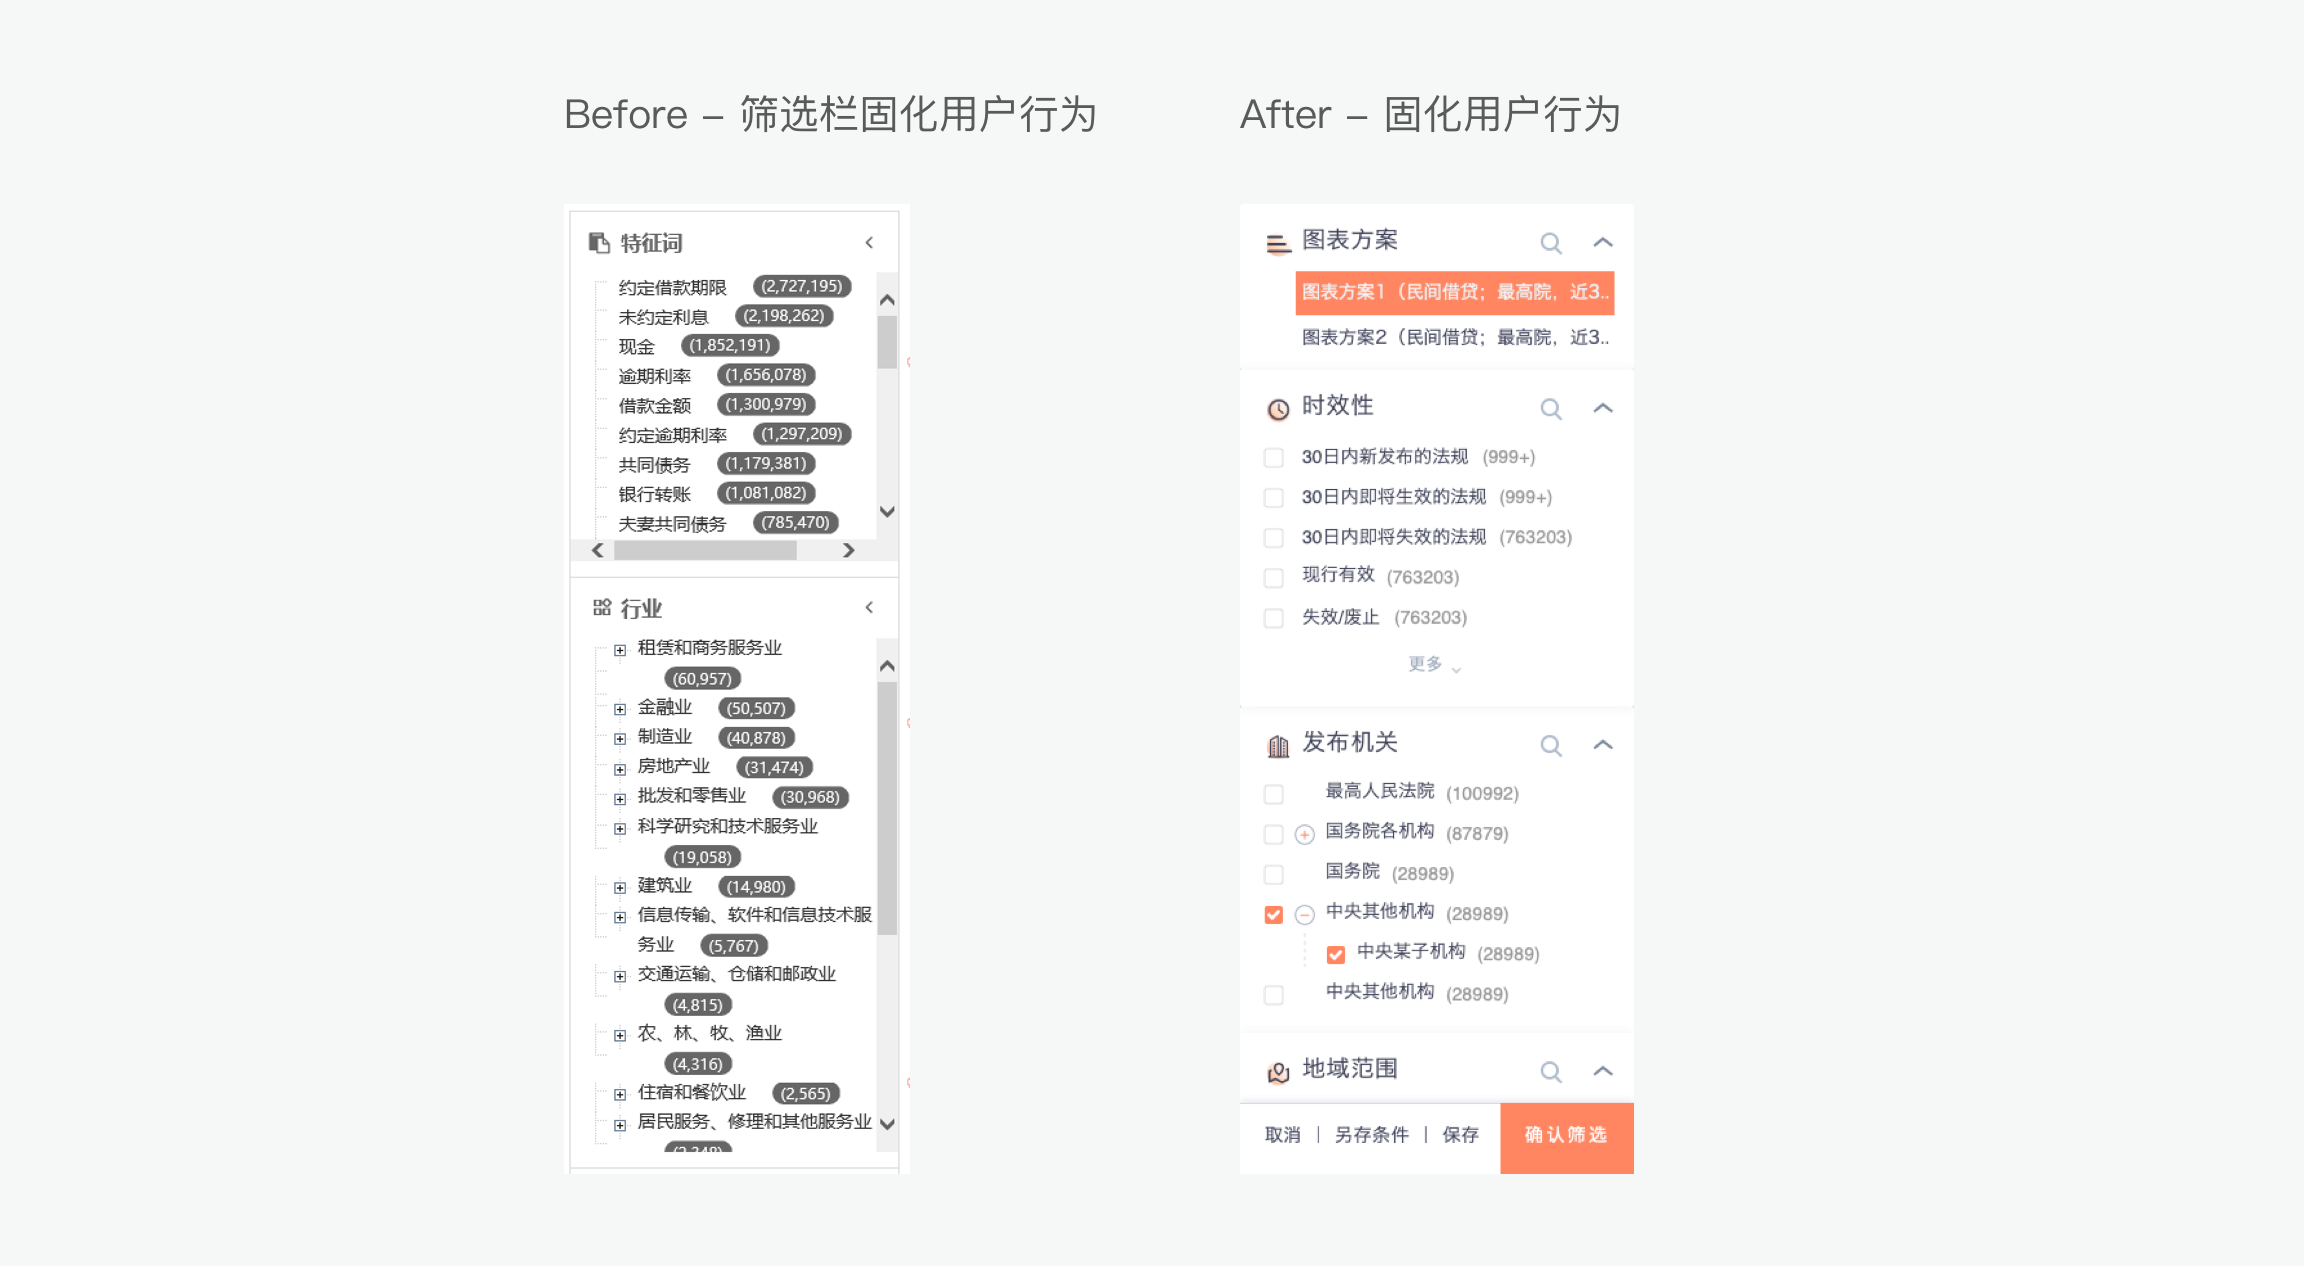 Before – 筛选栏固化用户行为
特征词
约定借款期限 (2,727,195)
未约定利息 (2,198,262)
现金 (1,852,191)
逾期利率 (1,656,078)
借款金额 (1,300,979)
约定逾期利率 (1,297,209)
共同债务 (1,179,381)
银行转账 (1,081,082)
夫妻共同债务 (785,470)
行业
租赁和商务服务业
(60,957)
金融业 (50,507)
制造业 (40,878)
房地产业 (31,474)
批发和零售业 (30,968)
科学研究和技术服务业
(19,058)
建筑业 (14,980)
信息传输、软件和信息技术服
务业 (5,767)
交通运输、仓储和邮政业
(4,815)
农、林、牧、渔业
(4,316)
住宿和餐饮业 (2,565)
居民服务、修理和其他服务业
After – 固化用户行为
图表方案
图表方案1（民间借贷；最高院，近3..
图表方案2（民间借贷；最高院，近3..
时效性
30日内新发布的法规 (999+)
30日内即将生效的法规 (999+)
30日内即将失效的法规 (763203)
现行有效 (763203)
失效/废止 (763203)
更多
发布机关
最高人民法院 (100992)
国务院各机构 (87879)
国务院 (28989)
中央其他机构 (28989)
中央某子机构 (28989)
中央其他机构 (28989)
地域范围
取消 | 另存条件 | 保存 确认筛选